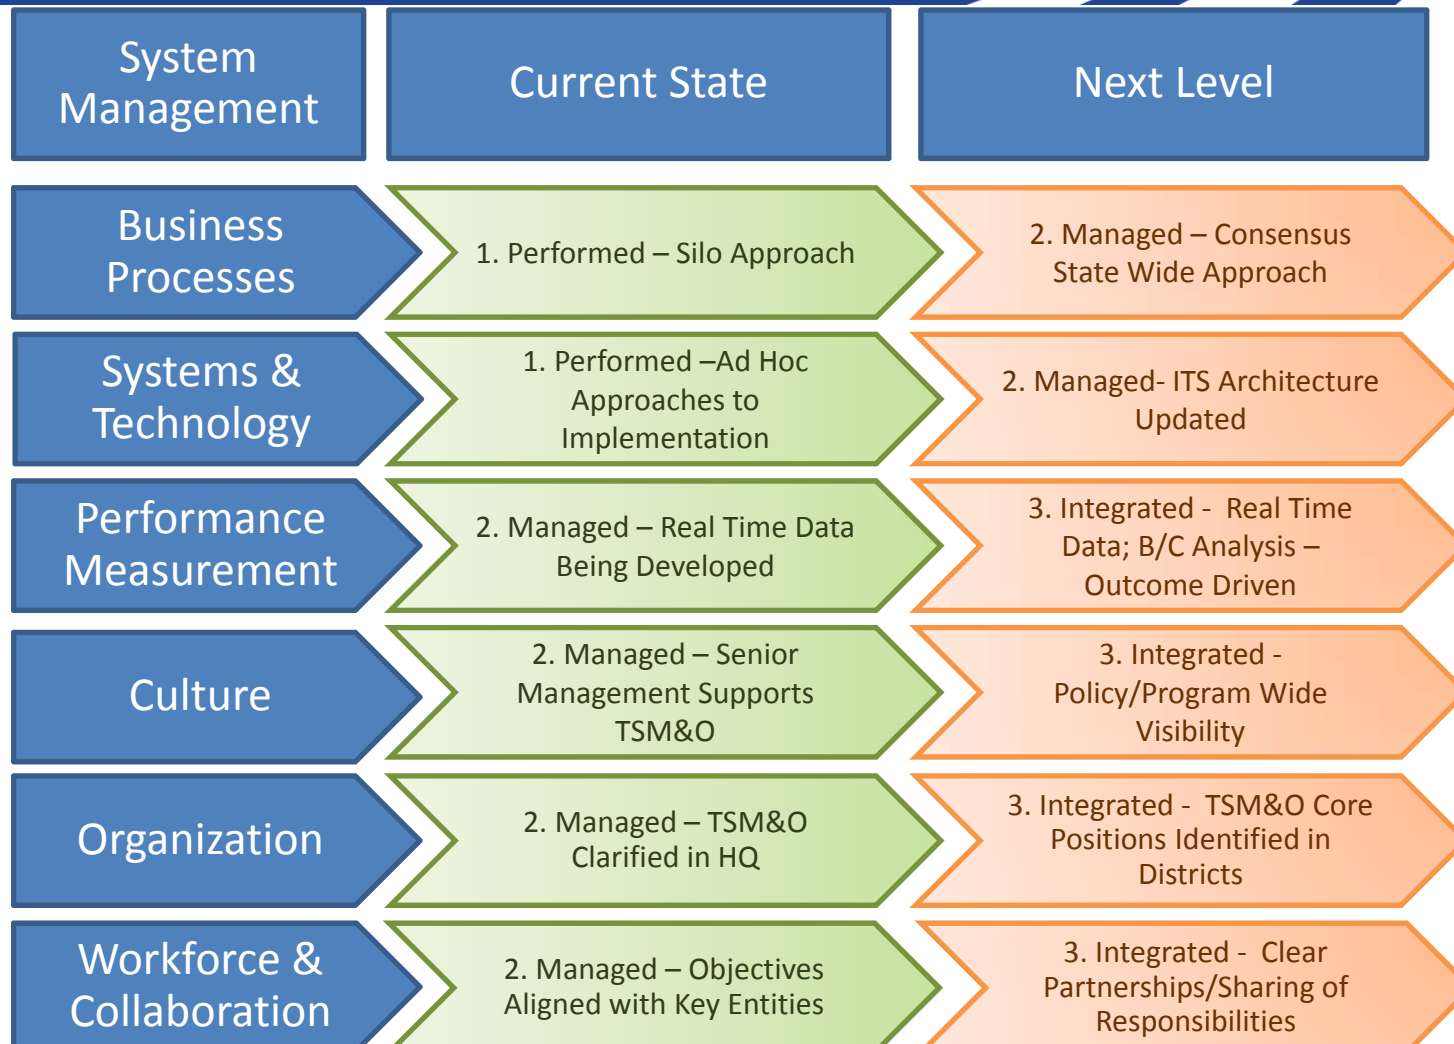 System
Management
Current State
Next Level
Business
Processes
1. Performed – Silo Approach
2. Managed – Consensus
State Wide Approach
Systems &
Technology
1. Performed –Ad Hoc
Approaches to
Implementation
2. Managed- ITS Architecture
Updated
Performance
Measurement
2. Managed – Real Time Data
Being Developed
3. Integrated -  Real Time
Data; B/C Analysis –
Outcome Driven
Culture
2. Managed – Senior
Management Supports
TSM&O
3. Integrated -
Policy/Program Wide
Visibility
Organization
2. Managed – TSM&O
Clarified in HQ
3. Integrated -  TSM&O Core
Positions Identified in
Districts
Workforce &
Collaboration
2. Managed – Objectives
Aligned with Key Entities
3. Integrated -  Clear
Partnerships/Sharing of
Responsibilities